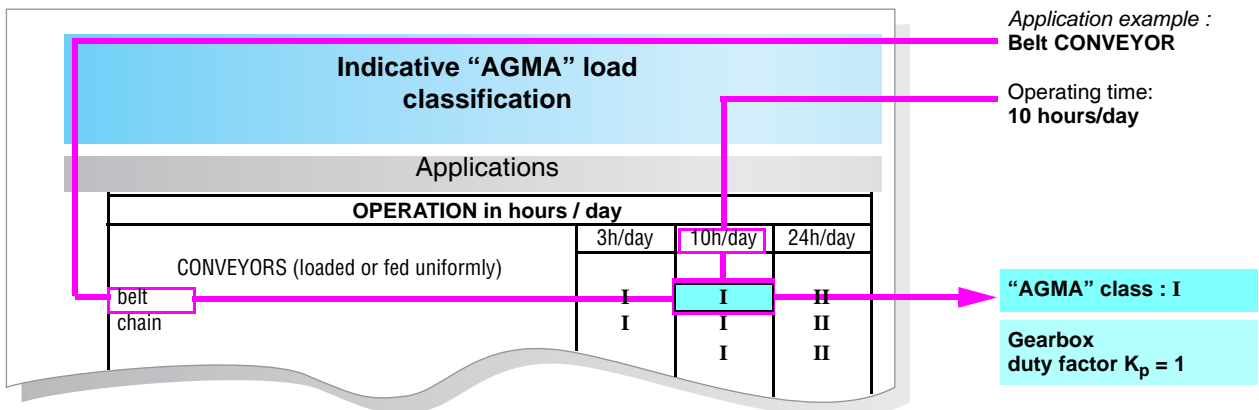 Application example :
Belt CONVEYOR
Indicative “AGMA” load
classification
Operating time:
10 hours/day
Applications
OPERATION in hours / day
3h/day 10h/day 24h/day
CONVEYORS (loaded or fed uniformly)
belt I I II
chain I I II
I II
“AGMA” class : I
Gearbox
duty factor Kp = 1